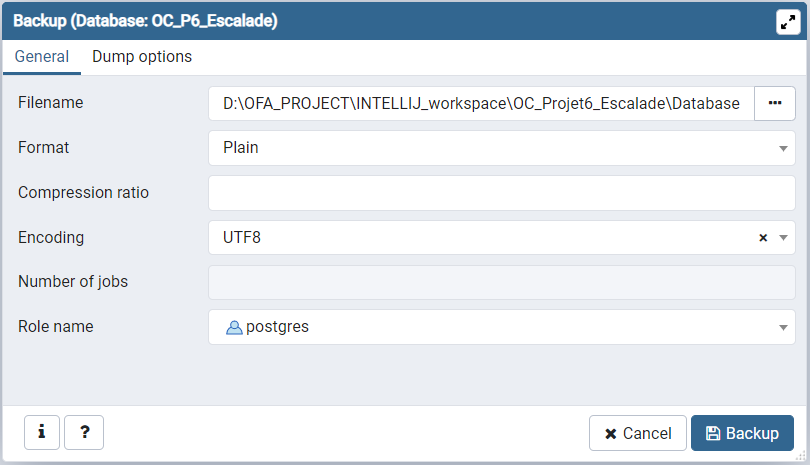 Backup (Database: OC_P6_Escalade)
General Dump options
Filename D:\OFA_PROJECT\INTELLIJ_workspace\OC_Projet6_Escalade\Database
Format Plain
Compression ratio
Encoding UTF8
Number of jobs
Role name postgres
i ? Cancel Backup